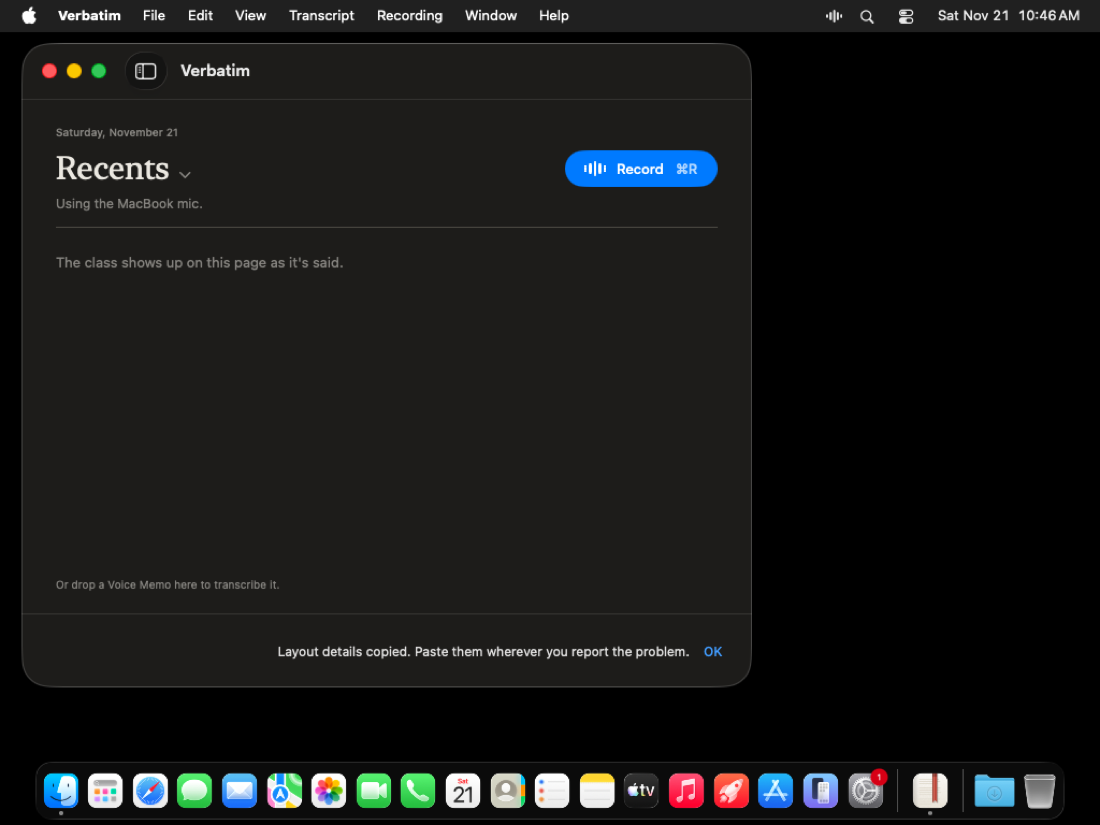 Verbatim File Edit View Transcript Recording Window Help Sat Nov 21 10:46 AM
Verbatim
Saturday, November 21
Recents
Record ⌘R
Using the MacBook mic.
The class shows up on this page as it's said.
Or drop a Voice Memo here to transcribe it.
Layout details copied. Paste them wherever you report the problem. OK
Sat
21
tv
1